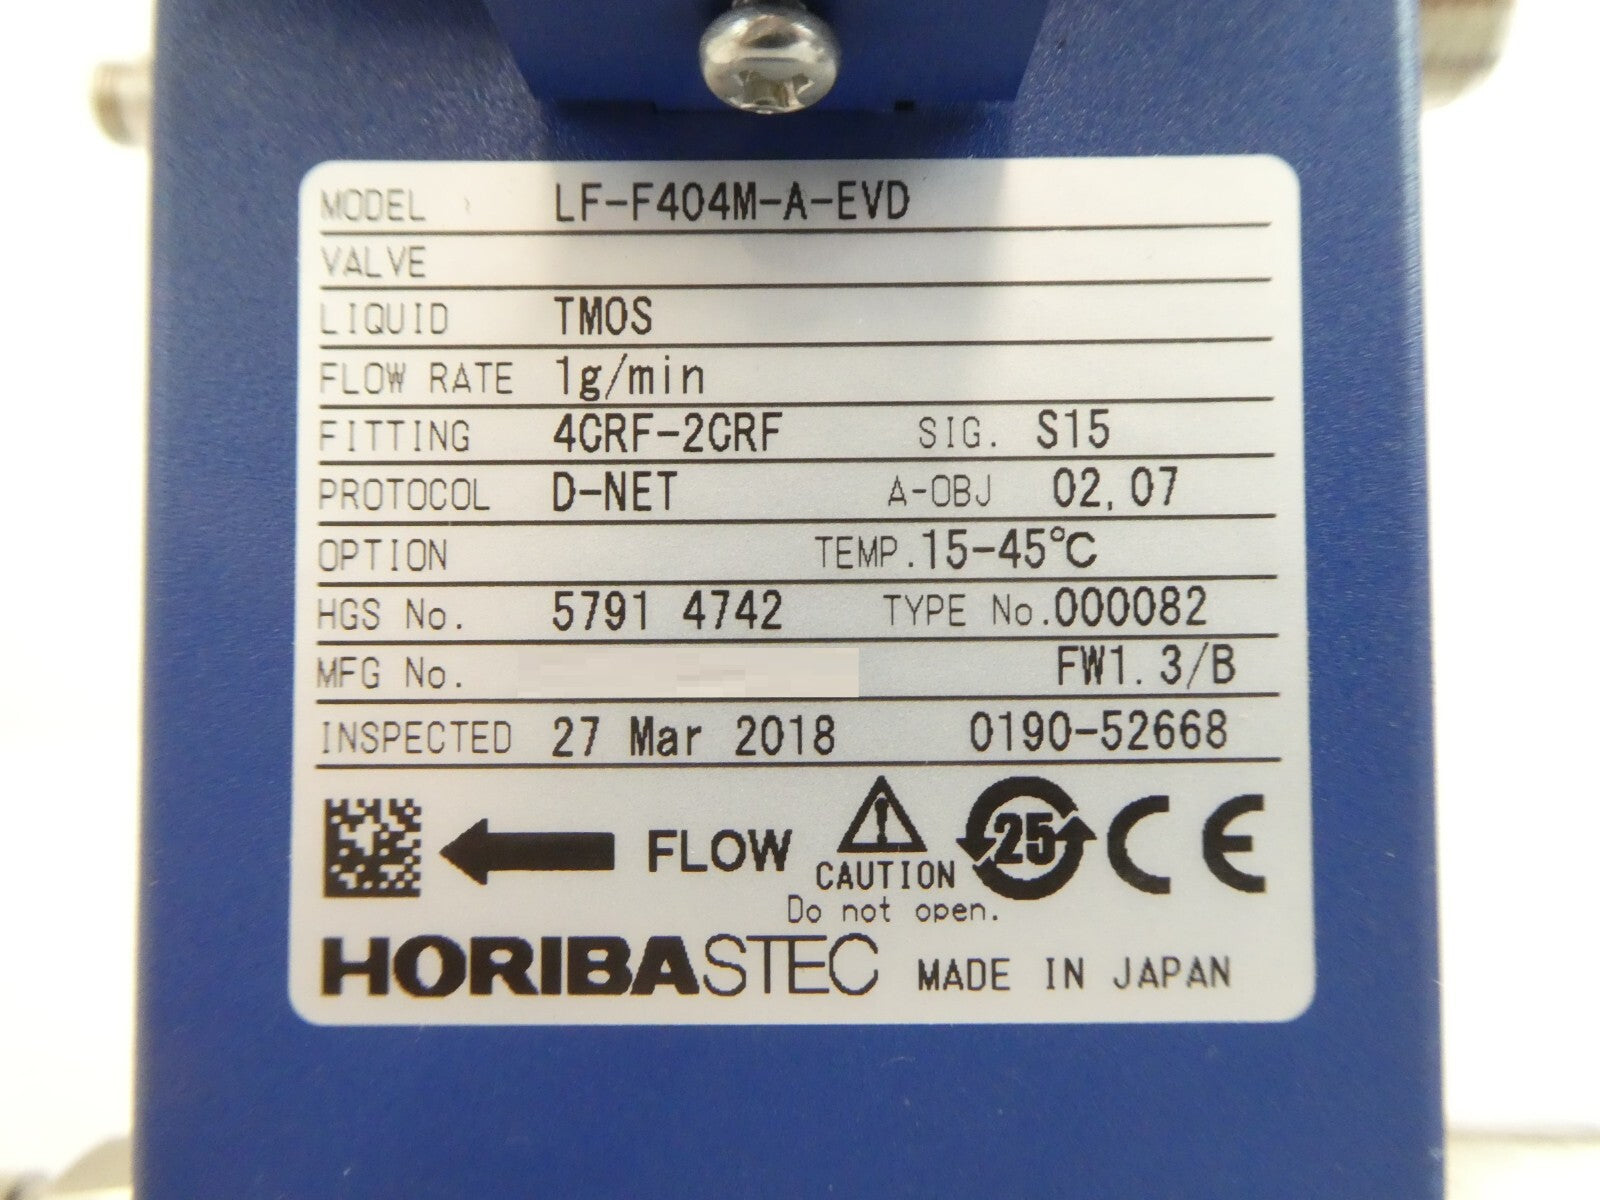 MODEL LF-F404M-A-EVD
VALVE
LIQUID TMOS
FLOW RATE 1g/min
FITTING 4CRF-2CRF SIG. S15
PROTOCOL D-NET A-OBJ 02,07
OPTION TEMP. 15-45℃
HGS No. 5791 4742 TYPE No. 000082
MFG No. FW1.3/B
INSPECTED 27 Mar 2018 0190-52668
FLOW CAUTION 25 CE
Do not open.
HORIBASTEC MADE IN JAPAN